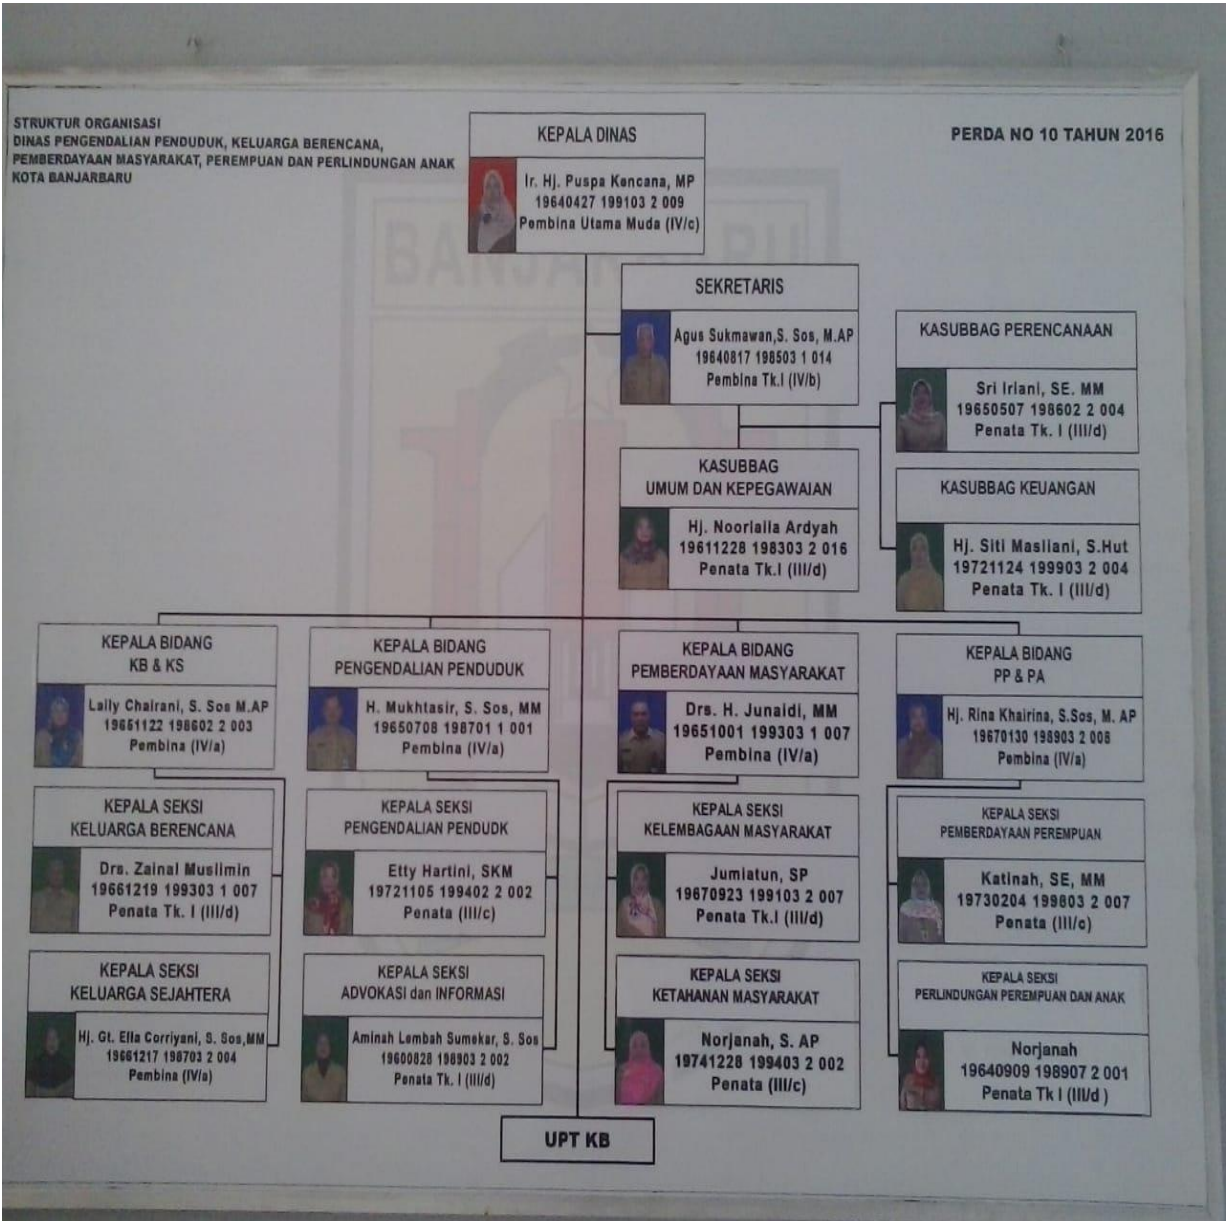 STRUKTUR ORGANISASI
DINAS PENGENDALIAN PENDUDUK, KELUARGA BERENCANA,
PEMBERDAYAAN MASYARAKAT, PEREMPUAN DAN PERLINDUNGAN ANAK
KOTA BANJARBARU
PERDA NO 10 TAHUN 2016
KEPALA DINAS
Ir. Hj. Puspa Kencana, MP
19640427 199103 2 009
Pembina Utama Muda (IV/c)
BANJARBARU
SEKRETARIS
Agus Sukmawan,S. Sos, M.AP
19640817 198503 1 014
Pembina Tk.I (IV/b)
KASUBBAG PERENCANAAN
Sri Iriani, SE. MM
19650507 198602 2 004
Penata Tk. I (III/d)
KASUBBAG
UMUM DAN KEPEGAWAIAN
Hj. Noorlaila Ardyah
19611228 198303 2 016
Penata Tk.I (III/d)
KASUBBAG KEUANGAN
Hj. Siti Masliani, S.Hut
19721124 199903 2 004
Penata Tk. I (III/d)
KEPALA BIDANG
KB & KS
Laily Chairani, S. Sos M.AP
19651122 198602 2 003
Pembina (IV/a)
KEPALA BIDANG
PENGENDALIAN PENDUDUK
H. Mukhtasir, S. Sos, MM
19650708 198701 1 001
Pembina (IV/a)
KEPALA BIDANG
PEMBERDAYAAN MASYARAKAT
Drs. H. Junaidi, MM
19651001 199303 1 007
Pembina (IV/a)
KEPALA BIDANG
PP & PA
Hj. Rina Khairina, S.Sos, M. AP
19670130 198903 2 008
Pembina (IV/a)
KEPALA SEKSI
KELUARGA BERENCANA
Drs. Zainal Muslimin
19661219 199303 1 007
Penata Tk. I (III/d)
KEPALA SEKSI
PENGENDALIAN PENDUDK
Etty Hartini, SKM
19721105 199402 2 002
Penata (III/c)
KEPALA SEKSI
KELEMBAGAAN MASYARAKAT
Jumiatun, SP
19670923 199103 2 007
Penata Tk.I (III/d)
KEPALA SEKSI
PEMBERDAYAAN PEREMPUAN
Katinah, SE, MM
19730204 199803 2 007
Penata (III/c)
KEPALA SEKSI
KELUARGA SEJAHTERA
Hj. Gt. Ella Corriyani, S. Sos,MM
19661217 198703 2 004
Pembina (IV/a)
KEPALA SEKSI
ADVOKASI dan INFORMASI
Aminah Lembah Sumekar, S. Sos
19600828 198903 2 002
Penata Tk. I (III/d)
KEPALA SEKSI
KETAHANAN MASYARAKAT
Norjanah, S. AP
19741228 199403 2 002
Penata (III/c)
KEPALA SEKSI
PERLINDUNGAN PEREMPUAN DAN ANAK
Norjanah
19640909 198907 2 001
Penata Tk I (III/d )
UPT KB